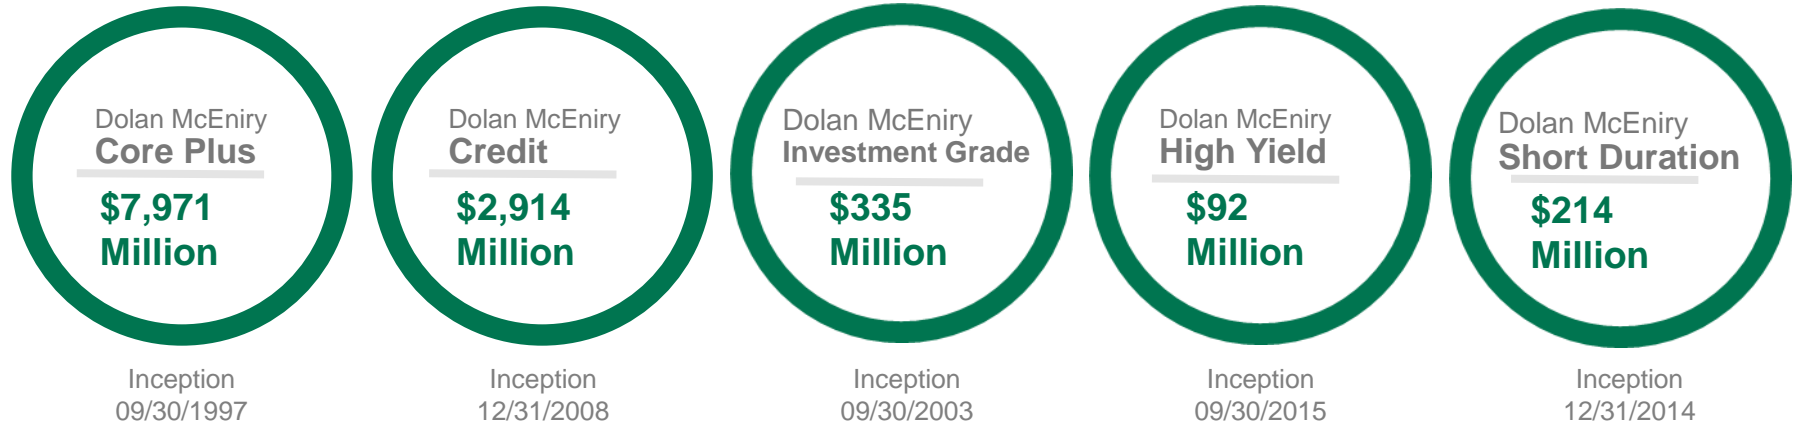 Dolan McEniry
Core Plus
$7,971
Million
Inception
09/30/1997
Dolan McEniry
Credit
$2,914
Million
Inception
12/31/2008
Dolan McEniry
Investment Grade
$335
Million
Inception
09/30/2003
Dolan McEniry
High Yield
$92
Million
Inception
09/30/2015
Dolan McEniry
Short Duration
$214
Million
Inception
12/31/2014